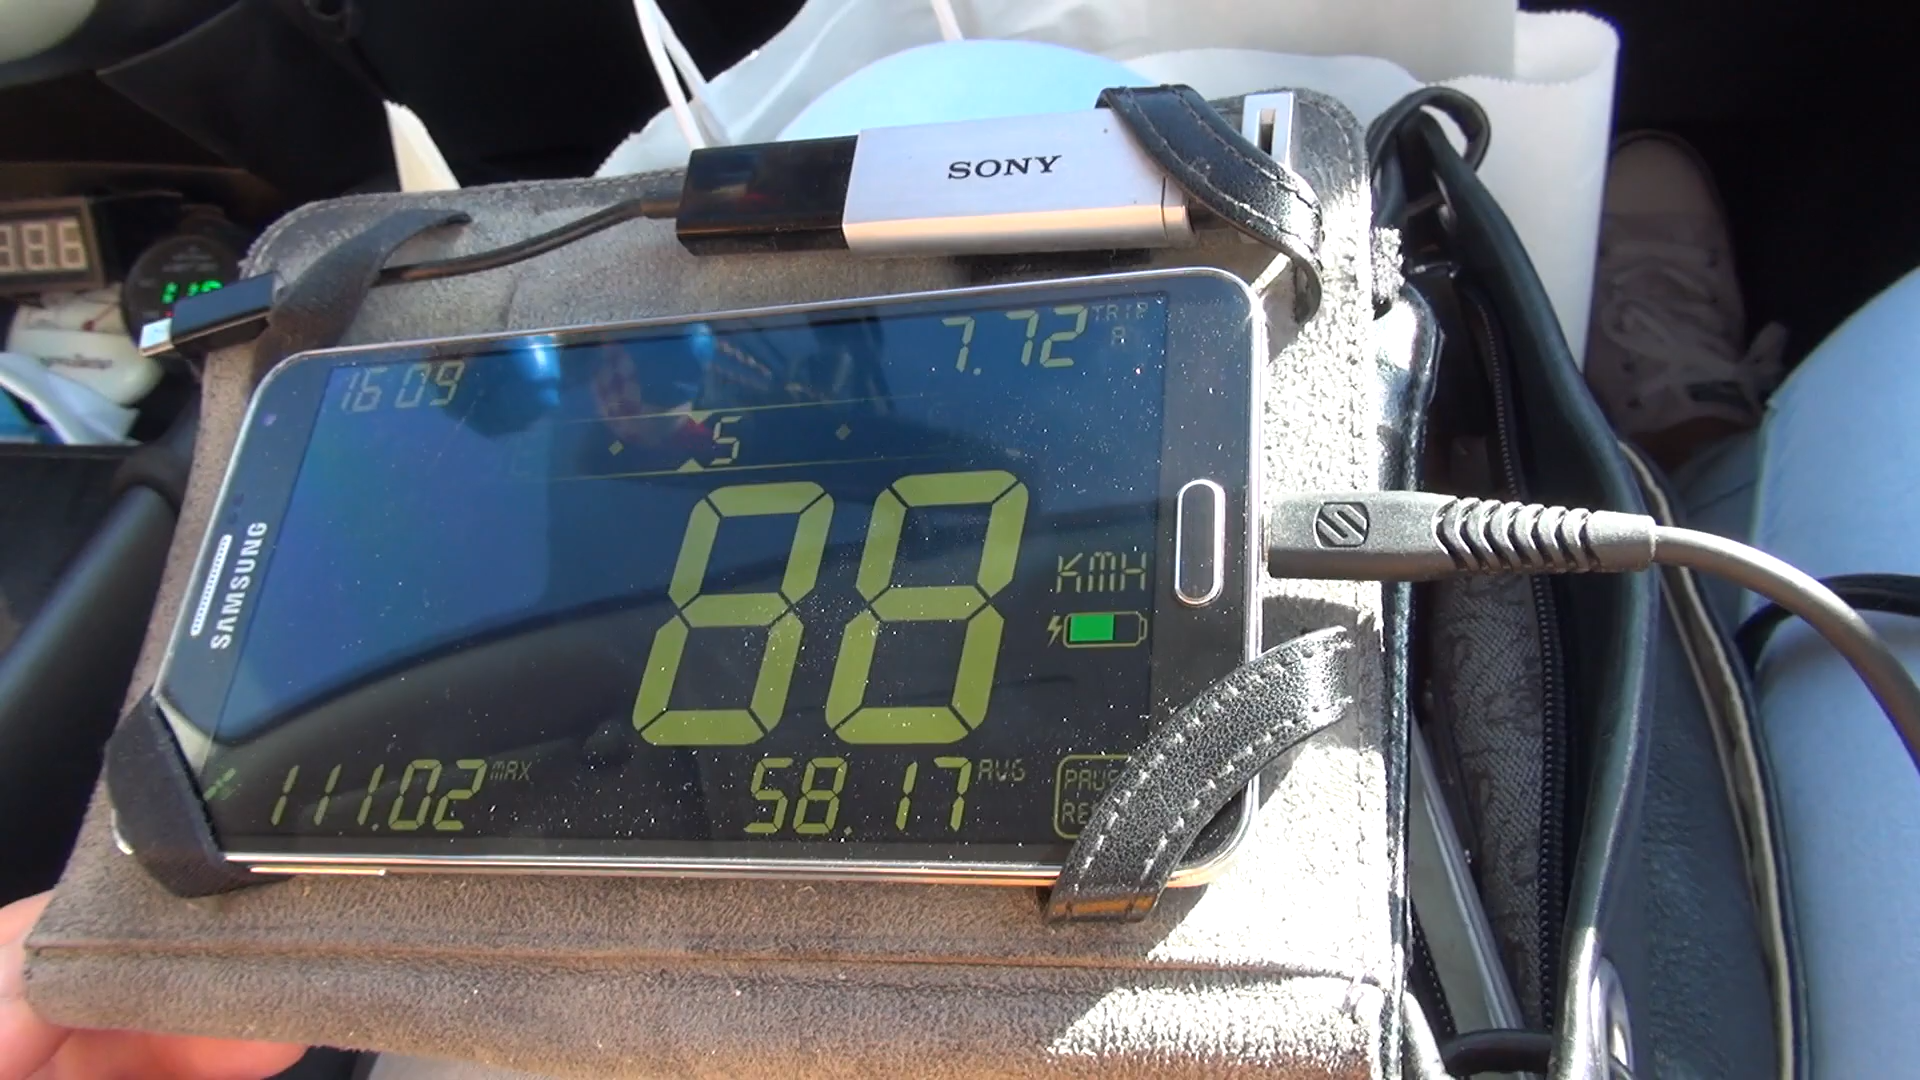 SONY
7.72 TRIP
16:09
S
88
KMH
SAMSUNG
111.02 MAX
58.17 AVG